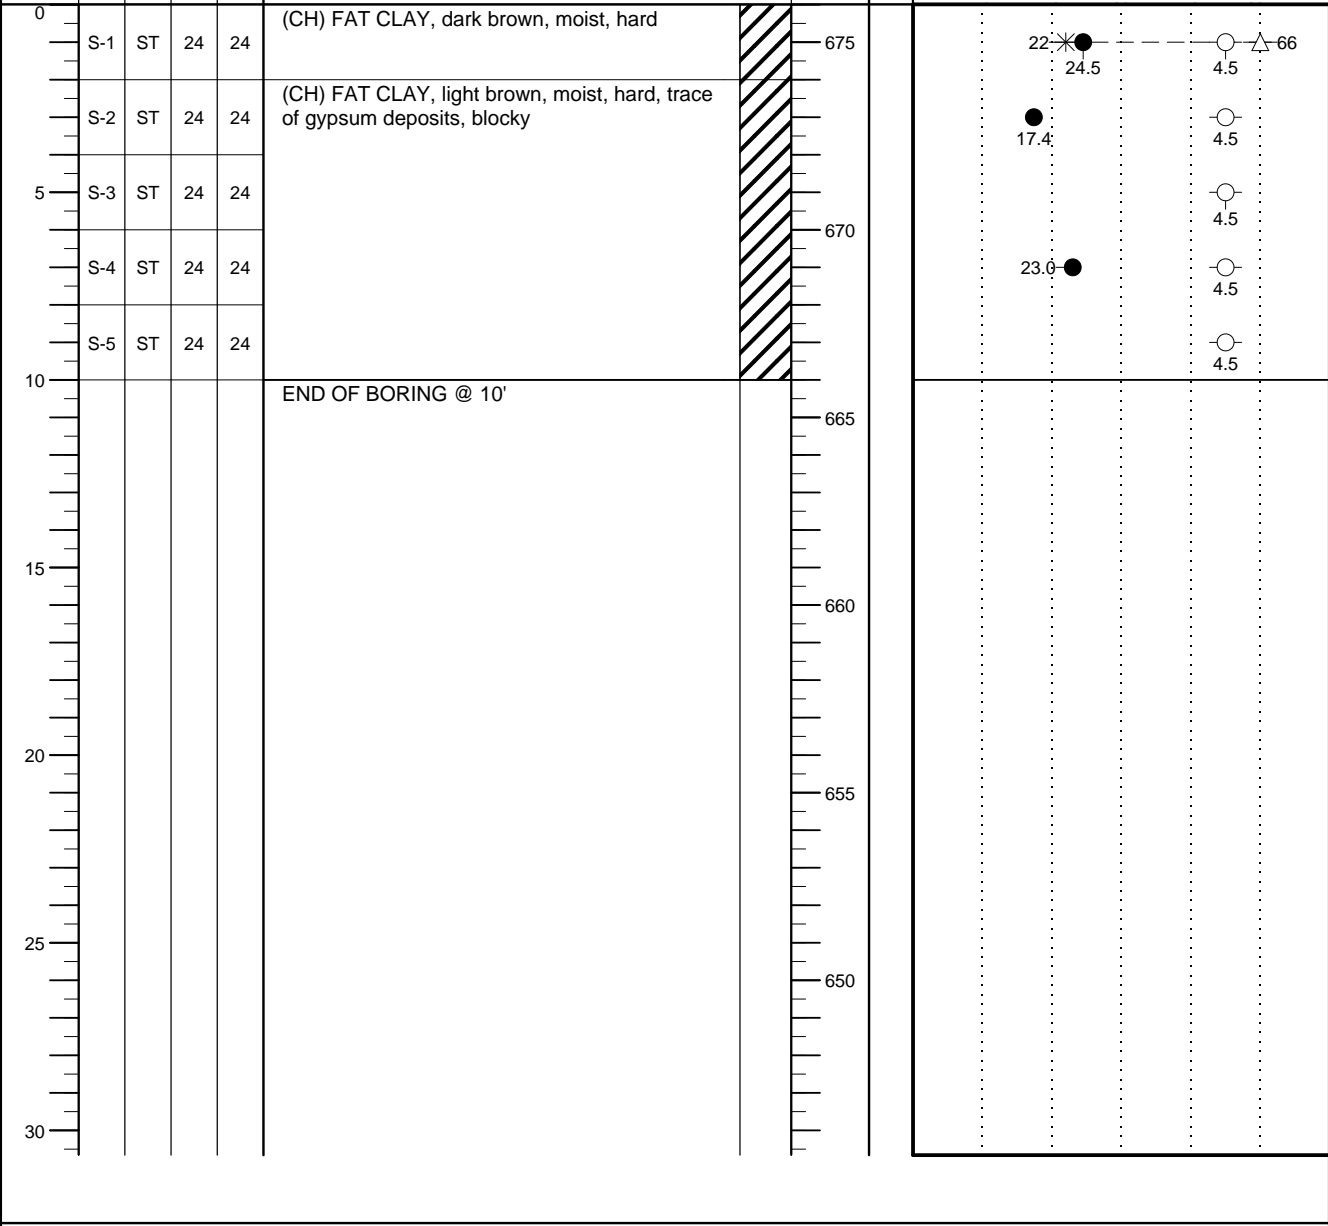 0
(CH) FAT CLAY, dark brown, moist, hard
S-1 ST 24 24 675 22 66
24.5 4.5
(CH) FAT CLAY, light brown, moist, hard, trace
of gypsum deposits, blocky
S-2 ST 24 24
17.4 4.5
5 S-3 ST 24 24
4.5
670
S-4 ST 24 24 23.0
4.5
S-5 ST 24 24
4.5
10
END OF BORING @ 10'
665
15
660
20
655
25
650
30